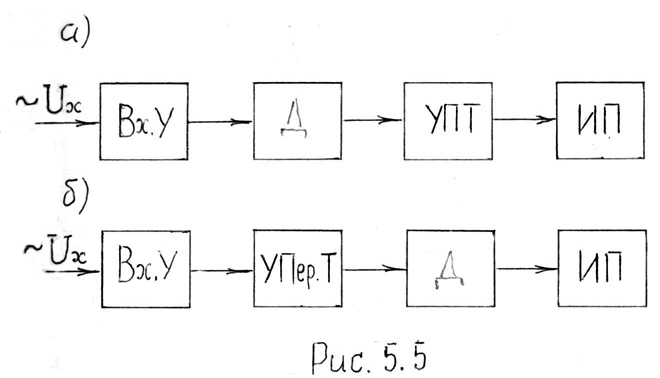 а)
~Ux Вх.У Д УПТ ИП
б)
~Ux Вх.У УПер.Т Д ИП
Рис. 5.5